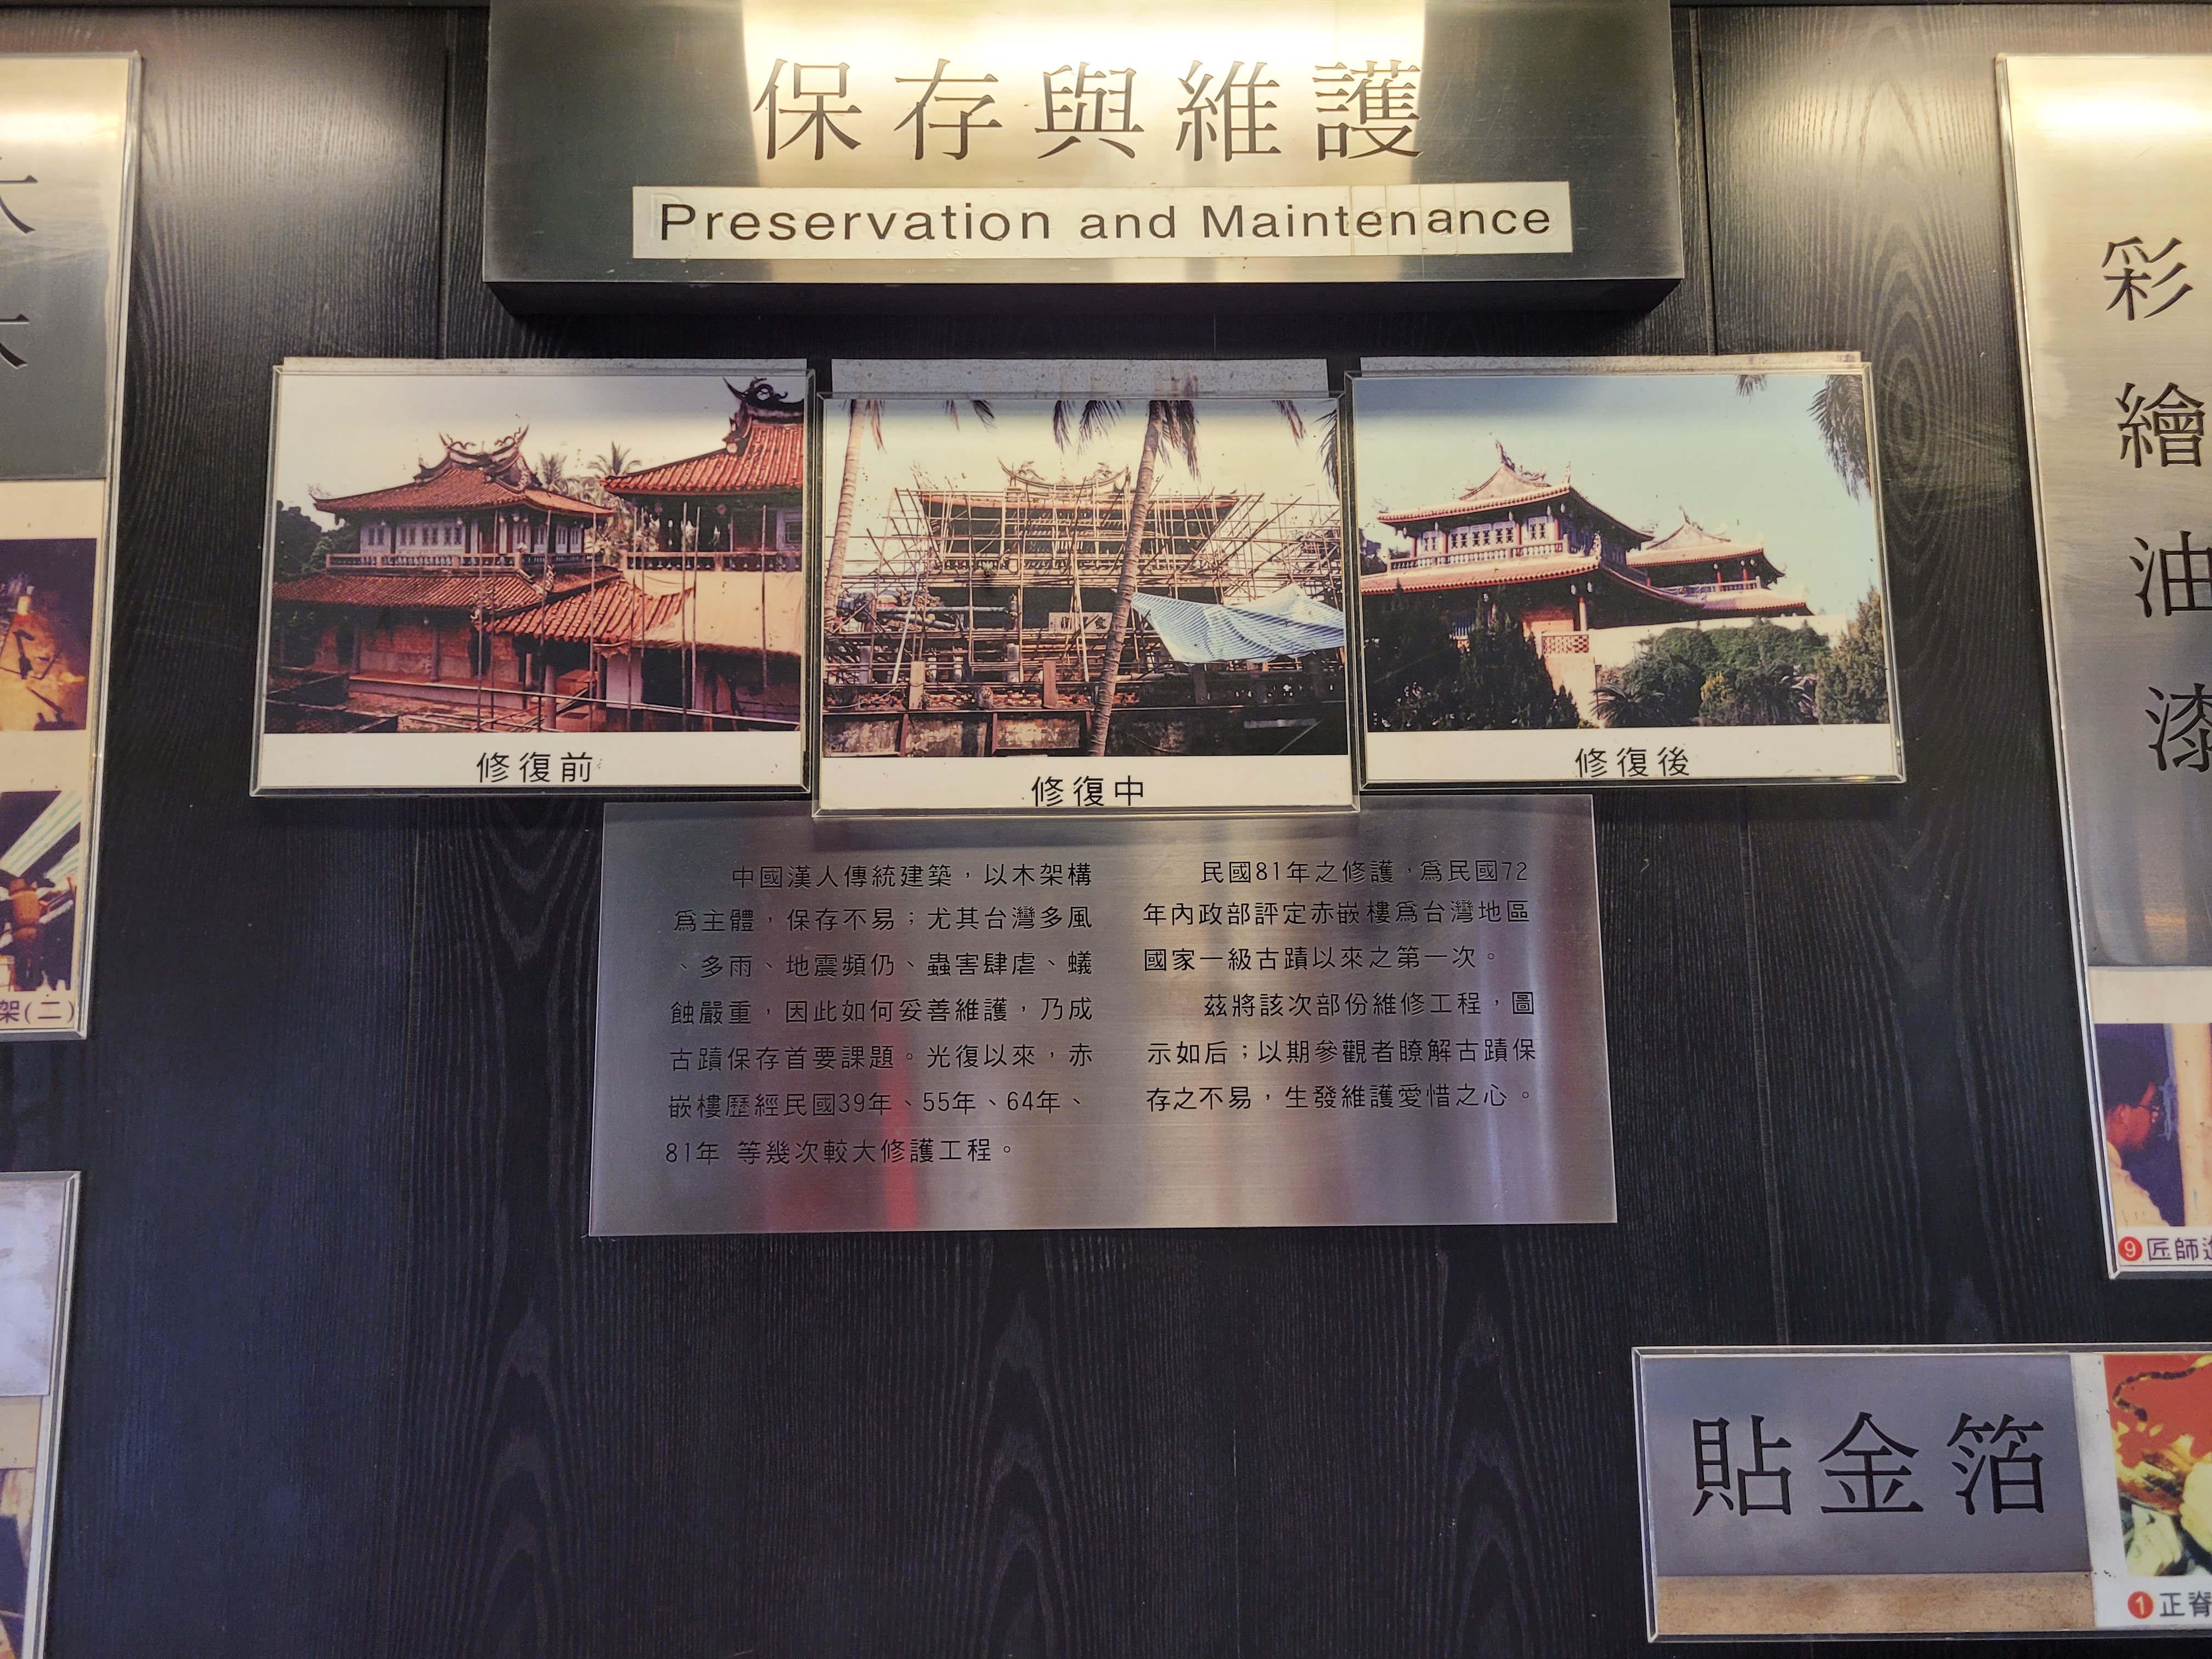 保存與維護
Preservation and Maintenance
修復前
修復中
修復後
中國漢人傳統建築，以木架構
爲主體，保存不易；尤其台灣多風
、多雨、地震頻仍、蟲害肆虐、蟻
蝕嚴重，因此如何妥善維護，乃成
古蹟保存首要課題。光復以來，赤
嵌樓歷經民國39年、55年、64年、
81年 等幾次較大修護工程。
民國81年之修護，爲民國72
年內政部評定赤嵌樓爲台灣地區
國家一級古蹟以來之第一次。
茲將該次部份維修工程，圖
示如后；以期參觀者瞭解古蹟保
存之不易，生發維護愛惜之心。
架(二)
彩繪油漆
9匠師
貼金箔
1正脊